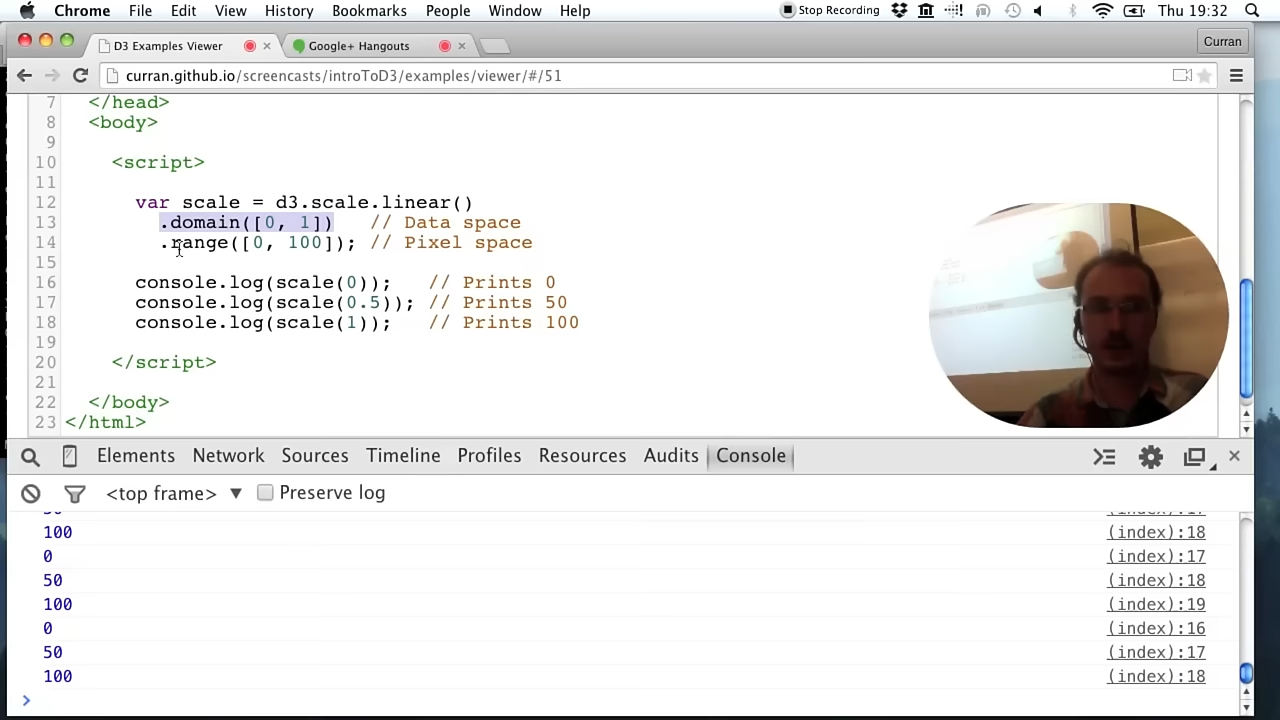 Chrome File Edit View History Bookmarks People Window Help Stop Recording Thu 19:32
D3 Examples Viewer Google+ Hangouts Curran
curran.github.io/screencasts/introToD3/examples/viewer/#/51
7 </head>
8 <body>
9
10 <script>
11
12 var scale = d3.scale.linear()
13 .domain([0, 1]) // Data space
14 .range([0, 100]); // Pixel space
15
16 console.log(scale(0)); // Prints 0
17 console.log(scale(0.5)); // Prints 50
18 console.log(scale(1)); // Prints 100
19
20 </script>
21
22 </body>
23 </html>
Elements Network Sources Timeline Profiles Resources Audits Console
<top frame> ▼ Preserve log
50 (index):17
100 (index):18
0 (index):17
50 (index):18
100 (index):19
0 (index):16
50 (index):17
100 (index):18
>